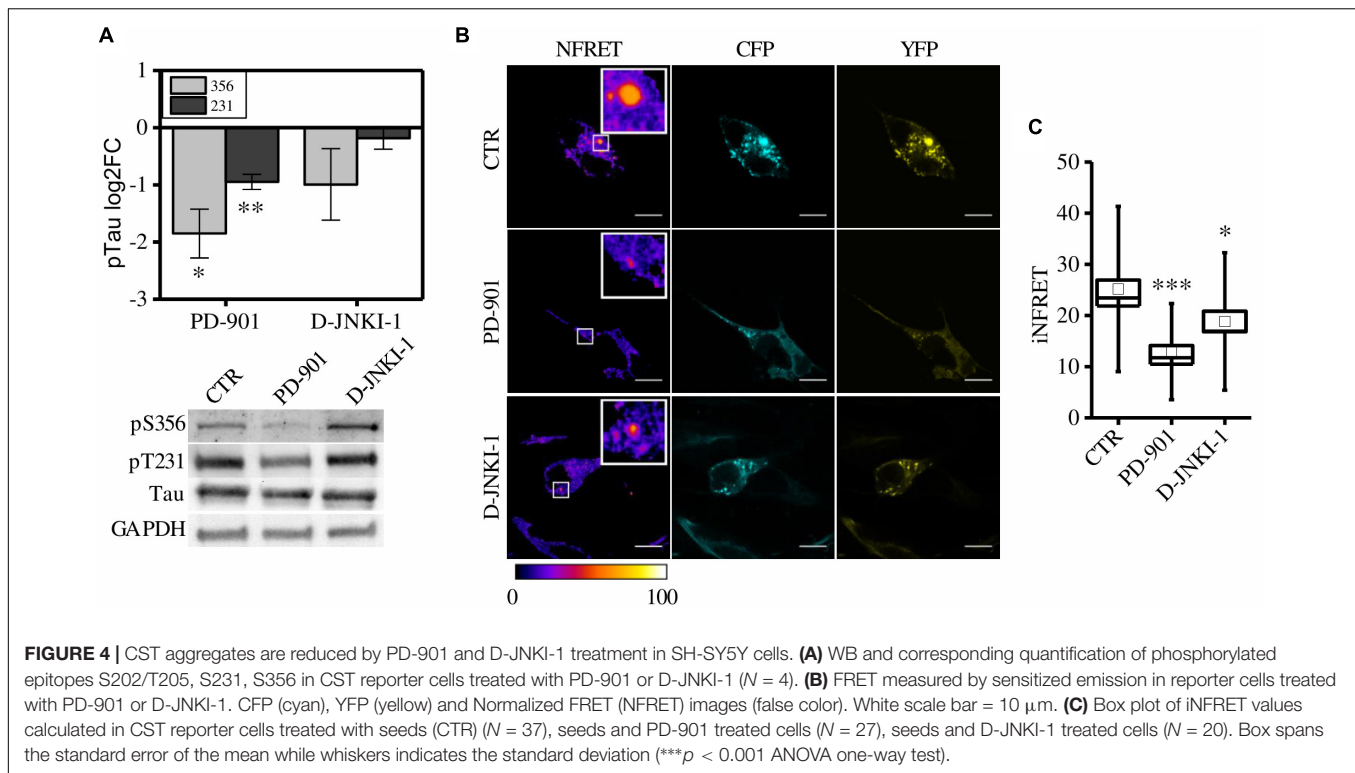 A
1
0
-1
-2
-3
pTau log2FC
356
231
*
**
PD-901
D-JNKI-1
CTR
PD-901
D-JNKI-1
pS356
pT231
Tau
GAPDH
B
NFRET
CFP
YFP
CTR
PD-901
D-JNKI-1
0
100
C
50
40
30
20
10
0
iNFRET
***
*
CTR
PD-901
D-JNKI-1
FIGURE 4 | CST aggregates are reduced by PD-901 and D-JNKI-1 treatment in SH-SY5Y cells. (A) WB and corresponding quantification of phosphorylated
epitopes S202/T205, S231, S356 in CST reporter cells treated with PD-901 or D-JNKI-1 (N = 4). (B) FRET measured by sensitized emission in reporter cells treated
with PD-901 or D-JNKI-1. CFP (cyan), YFP (yellow) and Normalized FRET (NFRET) images (false color). White scale bar = 10 μm. (C) Box plot of iNFRET values
calculated in CST reporter cells treated with seeds (CTR) (N = 37), seeds and PD-901 treated cells (N = 27), seeds and D-JNKI-1 treated cells (N = 20). Box spans
the standard error of the mean while whiskers indicates the standard deviation (***p < 0.001 ANOVA one-way test).